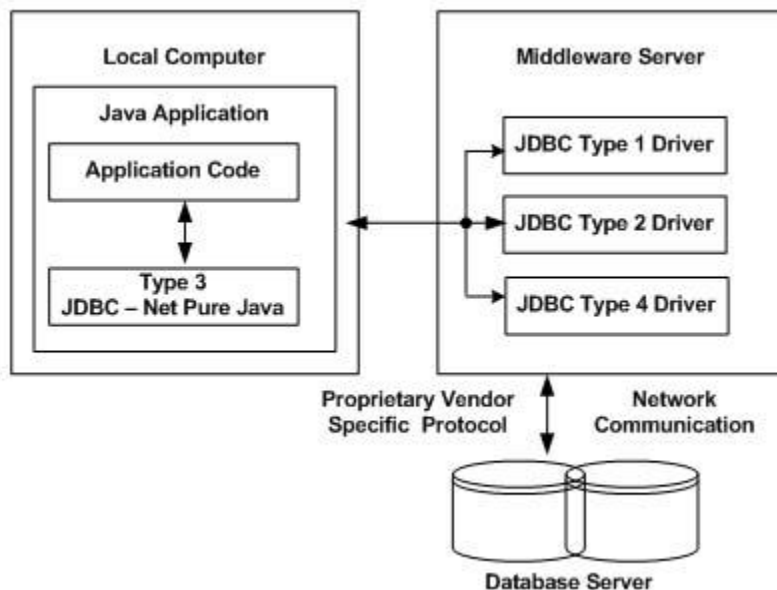 Local Computer
Java Application
Application Code
Type 3
JDBC – Net Pure Java
Middleware Server
JDBC Type 1 Driver
JDBC Type 2 Driver
JDBC Type 4 Driver
Proprietary Vendor
Specific Protocol
Network
Communication
Database Server